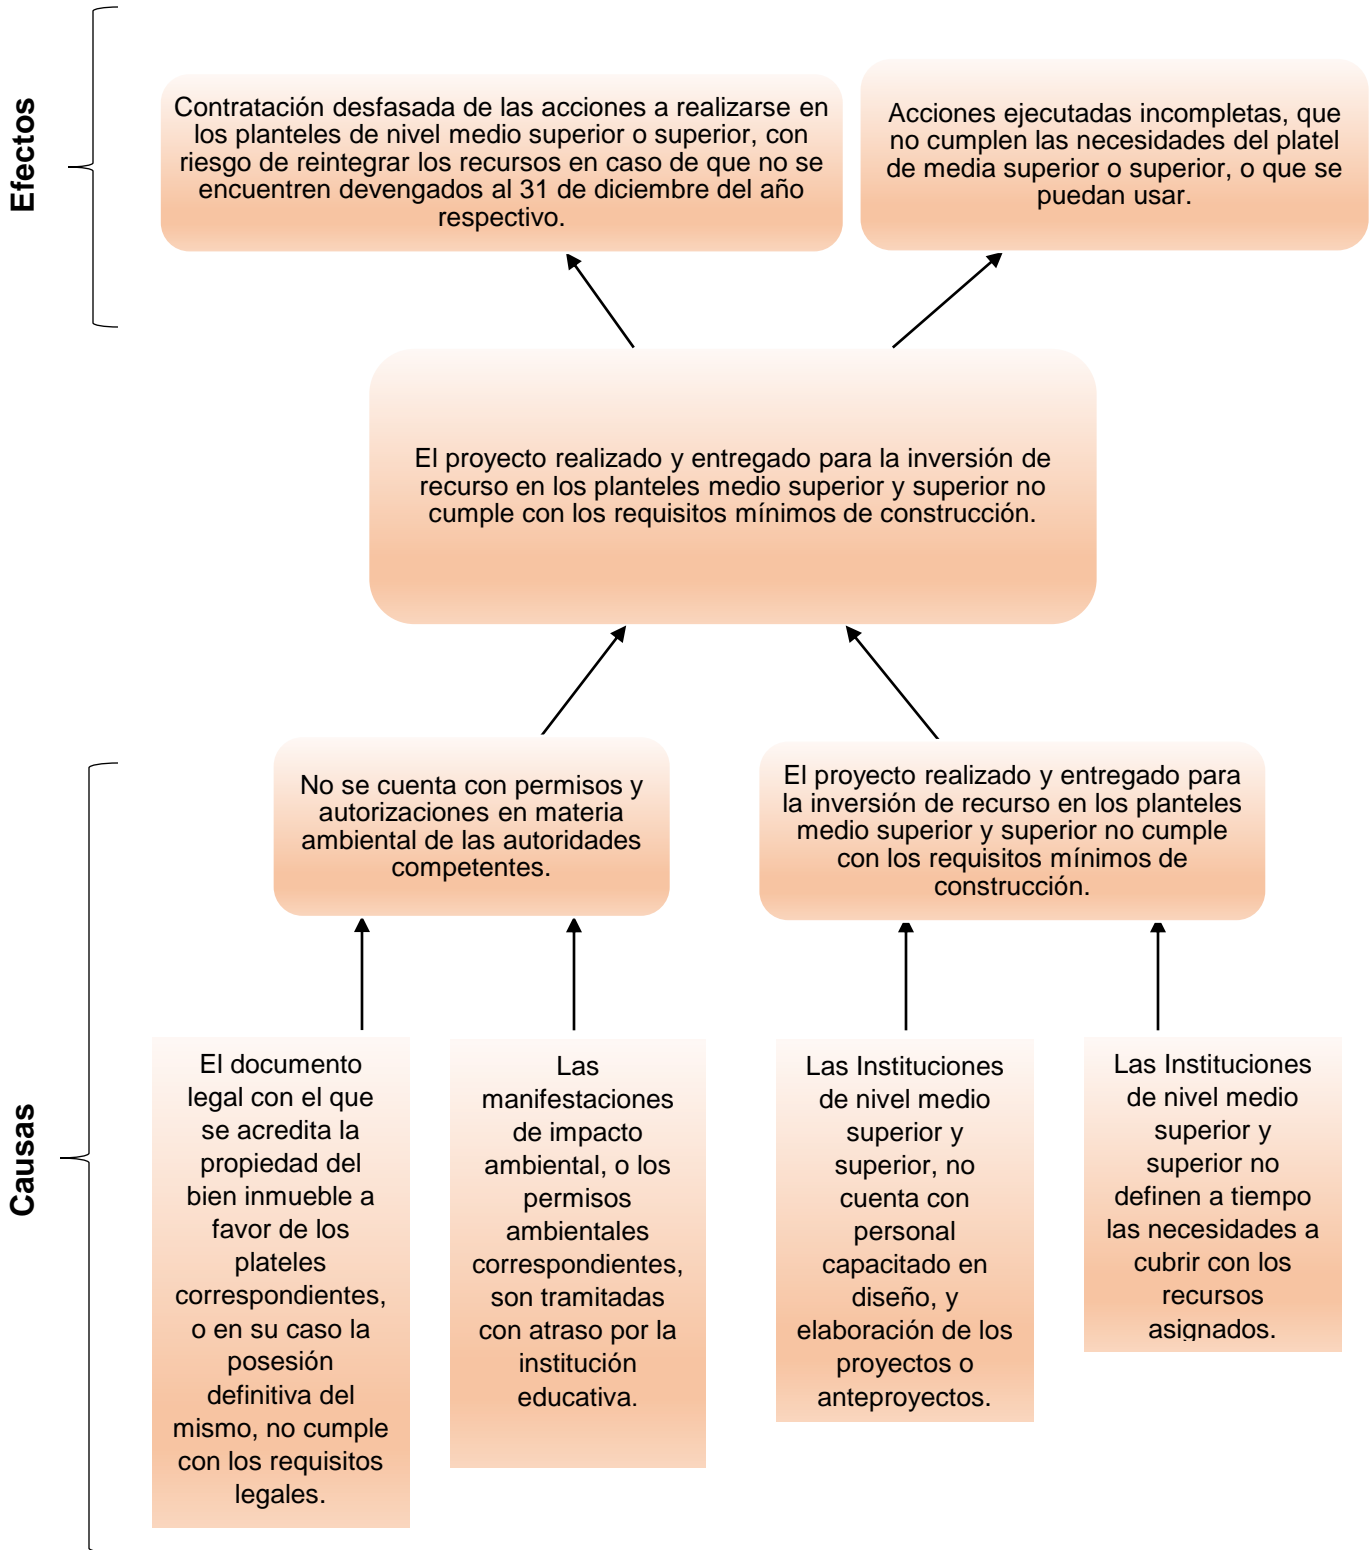 Efectos
Contratación desfasada de las acciones a realizarse en
los planteles de nivel medio superior o superior, con
riesgo de reintegrar los recursos en caso de que no se
encuentren devengados al 31 de diciembre del año
respectivo.
Acciones ejecutadas incompletas, que
no cumplen las necesidades del platel
de media superior o superior, o que se
puedan usar.
El proyecto realizado y entregado para la inversión de
recurso en los planteles medio superior y superior no
cumple con los requisitos mínimos de construcción.
Causas
No se cuenta con permisos y
autorizaciones en materia
ambiental de las autoridades
competentes.
El proyecto realizado y entregado para
la inversión de recurso en los planteles
medio superior y superior no cumple
con los requisitos mínimos de
construcción.
El documento
legal con el que
se acredita la
propiedad del
bien inmueble a
favor de los
plateles
correspondientes,
o en su caso la
posesión
definitiva del
mismo, no cumple
con los requisitos
legales.
Las
manifestaciones
de impacto
ambiental, o los
permisos
ambientales
correspondientes,
son tramitadas
con atraso por la
institución
educativa.
Las Instituciones
de nivel medio
superior y
superior, no
cuenta con
personal
capacitado en
diseño, y
elaboración de los
proyectos o
anteproyectos.
Las Instituciones
de nivel medio
superior y
superior no
definen a tiempo
las necesidades a
cubrir con los
recursos
asignados.